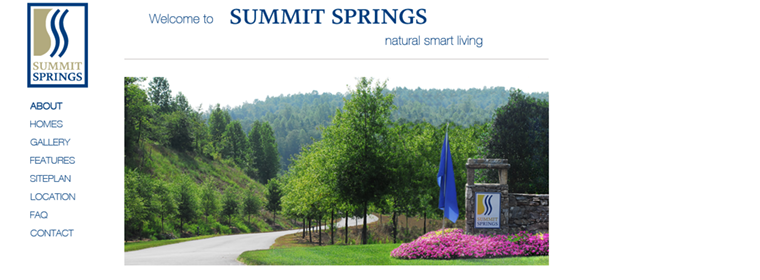 SUMMIT
SPRINGS
ABOUT
HOMES
GALLERY
FEATURES
SITEPLAN
LOCATION
FAQ
CONTACT
Welcome to SUMMIT SPRINGS
natural smart living
SUMMIT
SPRINGS